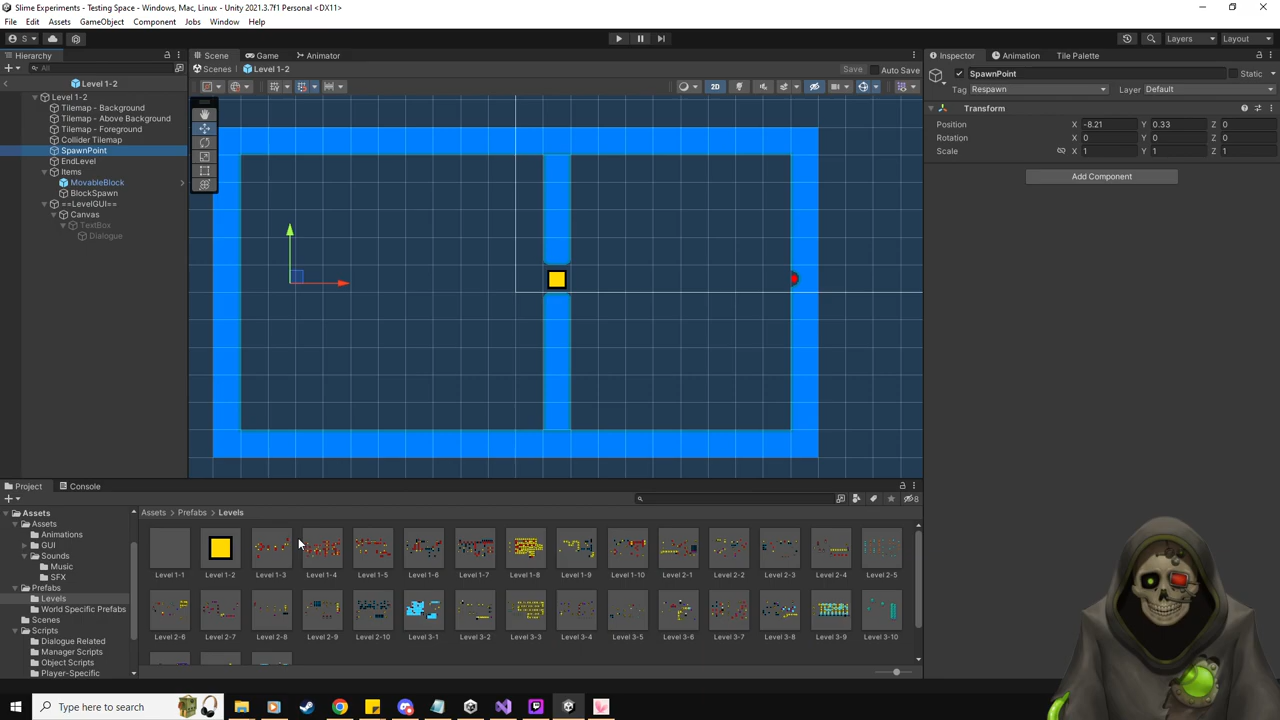 Slime Experiments - Testing Space - Windows, Mac, Linux - Unity 2021.3.7f1 Personal <DX11>
File Edit Assets GameObject Component Jobs Window Help
S Layers Layout
Hierarchy Scene Game Animator Inspector Animation Tile Palette
All
Scenes Level 1-2 Save Auto Save
Level 1-2
2D
SpawnPoint Static
Tag Respawn Layer Default
Transform
Position X -8.21 Y 0.33 Z 0
Rotation X 0 Y 0 Z 0
Scale X 1 Y 1 Z 1
Add Component
Level 1-2
Tilemap - Background
Tilemap - Above Background
Tilemap - Foreground
Collider Tilemap
SpawnPoint
EndLevel
Items
MovableBlock
BlockSpawn
==LevelGUI==
Canvas
TextBox
Dialogue
Project Console
8
Assets
Assets
Animations
GUI
Sounds
Music
SFX
Prefabs
Levels
World Specific Prefabs
Scenes
Scripts
Dialogue Related
Manager Scripts
Object Scripts
Player-Specific
Assets Prefabs Levels
Level 1-1 Level 1-2 Level 1-3 Level 1-4 Level 1-5 Level 1-6 Level 1-7 Level 1-8 Level 1-9 Level 1-10 Level 2-1 Level 2-2 Level 2-3 Level 2-4 Level 2-5
Level 2-6 Level 2-7 Level 2-8 Level 2-9 Level 2-10 Level 3-1 Level 3-2 Level 3-3 Level 3-4 Level 3-5 Level 3-6 Level 3-7 Level 3-8 Level 3-9 Level 3-10
Type here to search